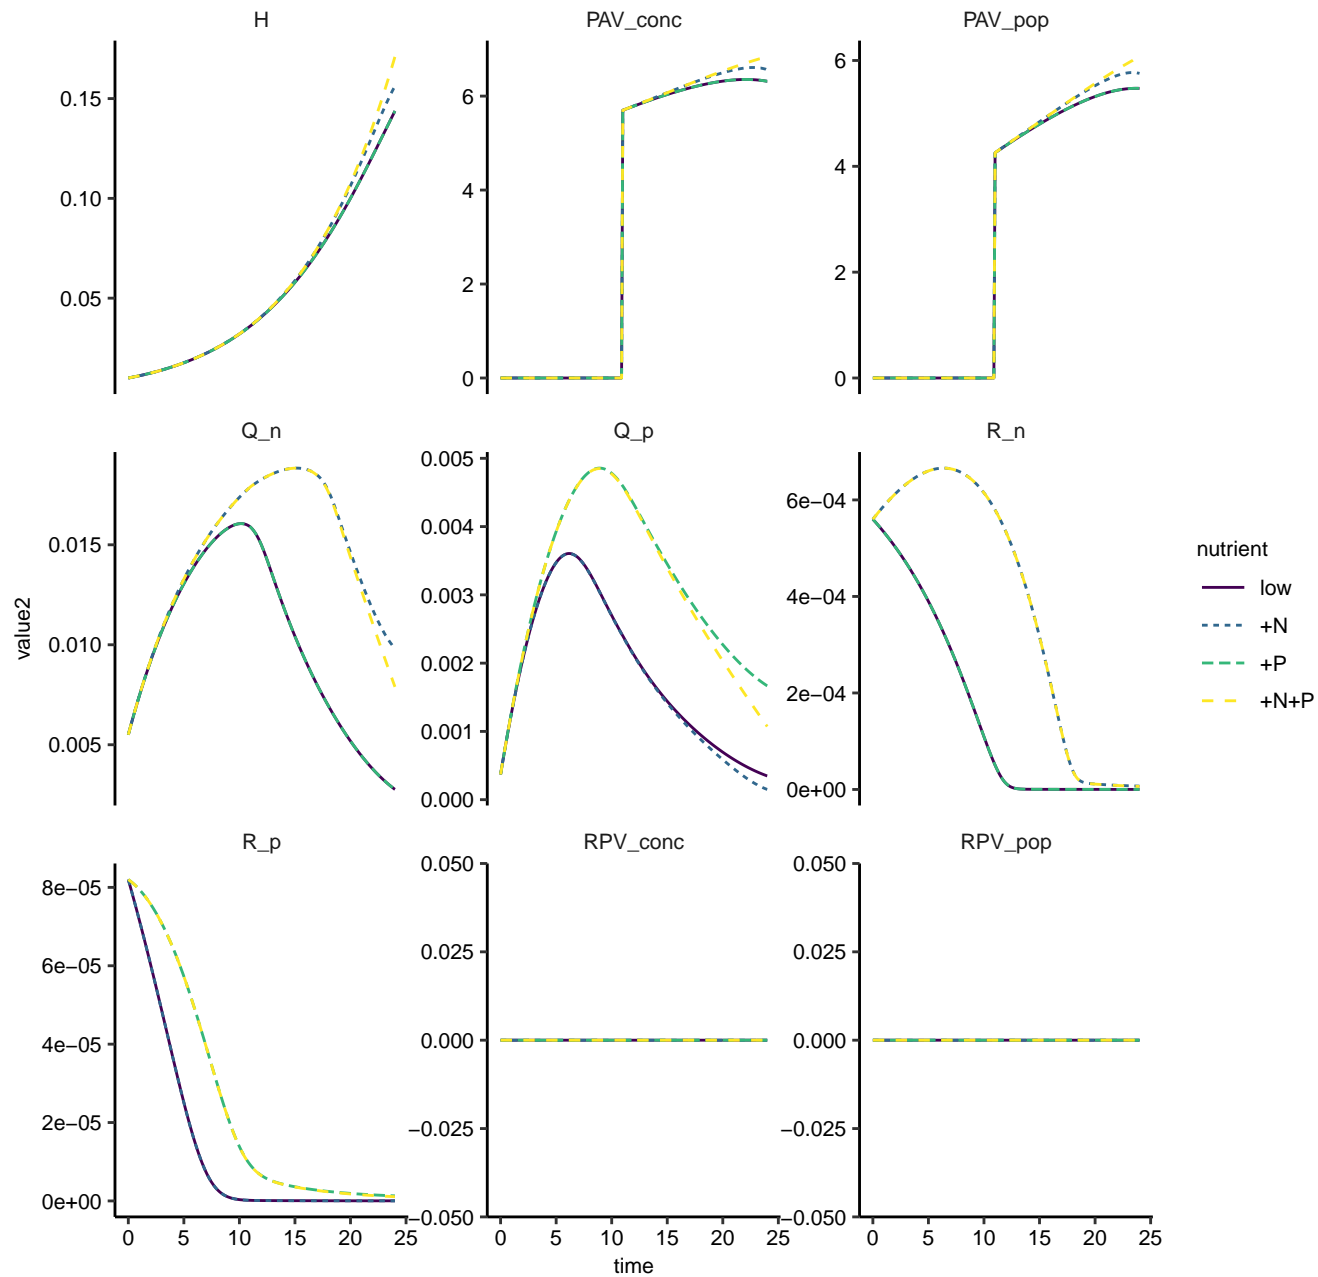 H
PAV_conc
PAV_pop
0.15
0.10
0.05
6
4
2
0
6
4
2
0
Q_n
Q_p
R_n
0.015
0.010
0.005
0.005
0.004
0.003
0.002
0.001
0.000
6e−04
4e−04
2e−04
0e+00
R_p
RPV_conc
RPV_pop
8e−05
6e−05
4e−05
2e−05
0e+00
0.050
0.025
0.000
−0.025
−0.050
0.050
0.025
0.000
−0.025
−0.050
0 5 10 15 20 25
0 5 10 15 20 25
0 5 10 15 20 25
time
value2
nutrient
low
+N
+P
+N+P